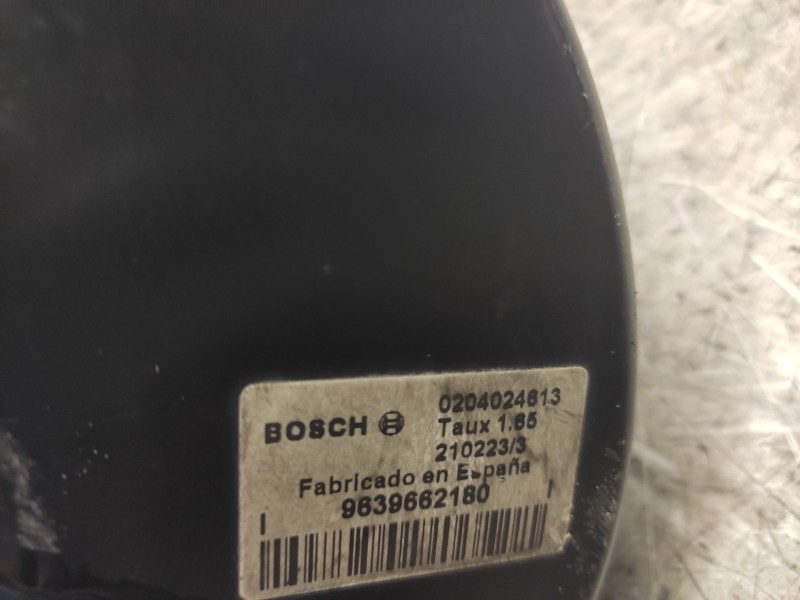 BOSCH 0204024613
Taux 1.65
210223/3
Fabricado en España
9639662180